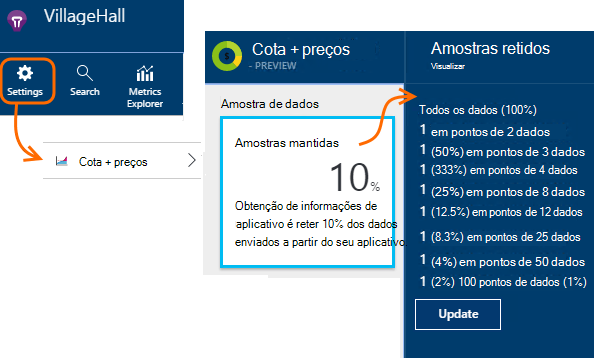 VillageHall
Settings
Search
Metrics
Explorer
Cota + preços
Cota + preços
- PREVIEW
Amostra de dados
Amostras mantidas
10%
Obtenção de informações de
aplicativo é reter 10% dos dados
enviados a partir do seu aplicativo
Amostras retidos
Visualizar
Todos os dados (100%)
1 em pontos de 2 dados
1 (50%) em pontos de 3 dados
1 (333%) em pontos de 4 dados
1 (25%) em pontos de 8 dados
1 (12.5%) em pontos de 12 dados
1 (8.3%) em pontos de 25 dados
1 (4%) em pontos de 50 dados
1 (2%) 100 pontos de dados (1%)
Update